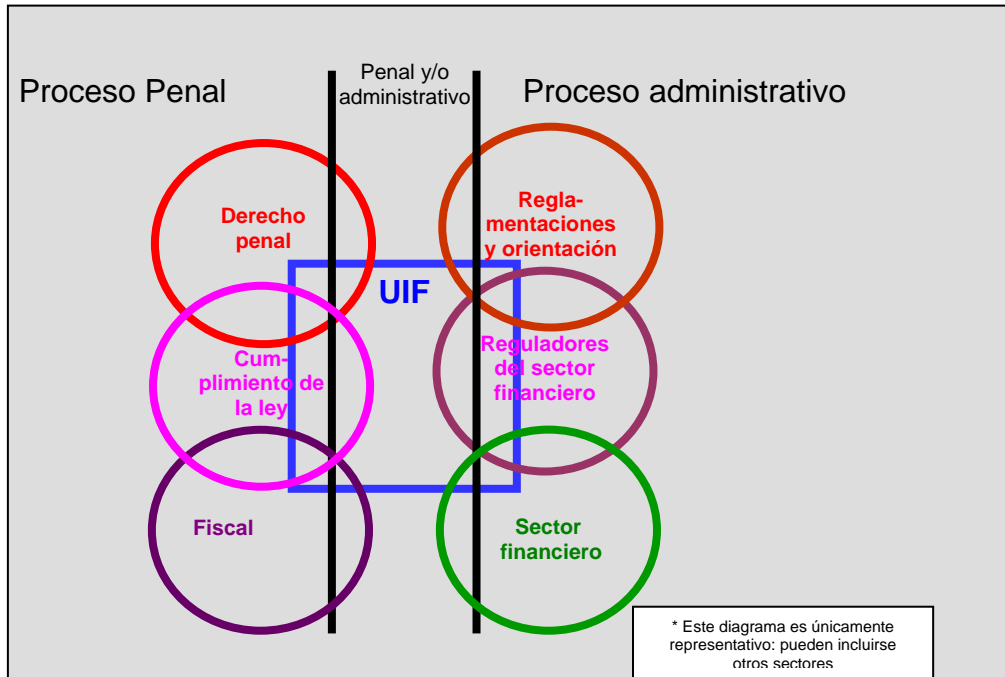 Proceso Penal
Penal y/o
administrativo
Proceso administrativo
Derecho
penal
Regla-
mentaciones
y orientación
UIF
Cum-
plimiento de
la ley
Reguladores
del sector
financiero
Fiscal
Sector
financiero
* Este diagrama es únicamente
representativo: pueden incluirse
otros sectores